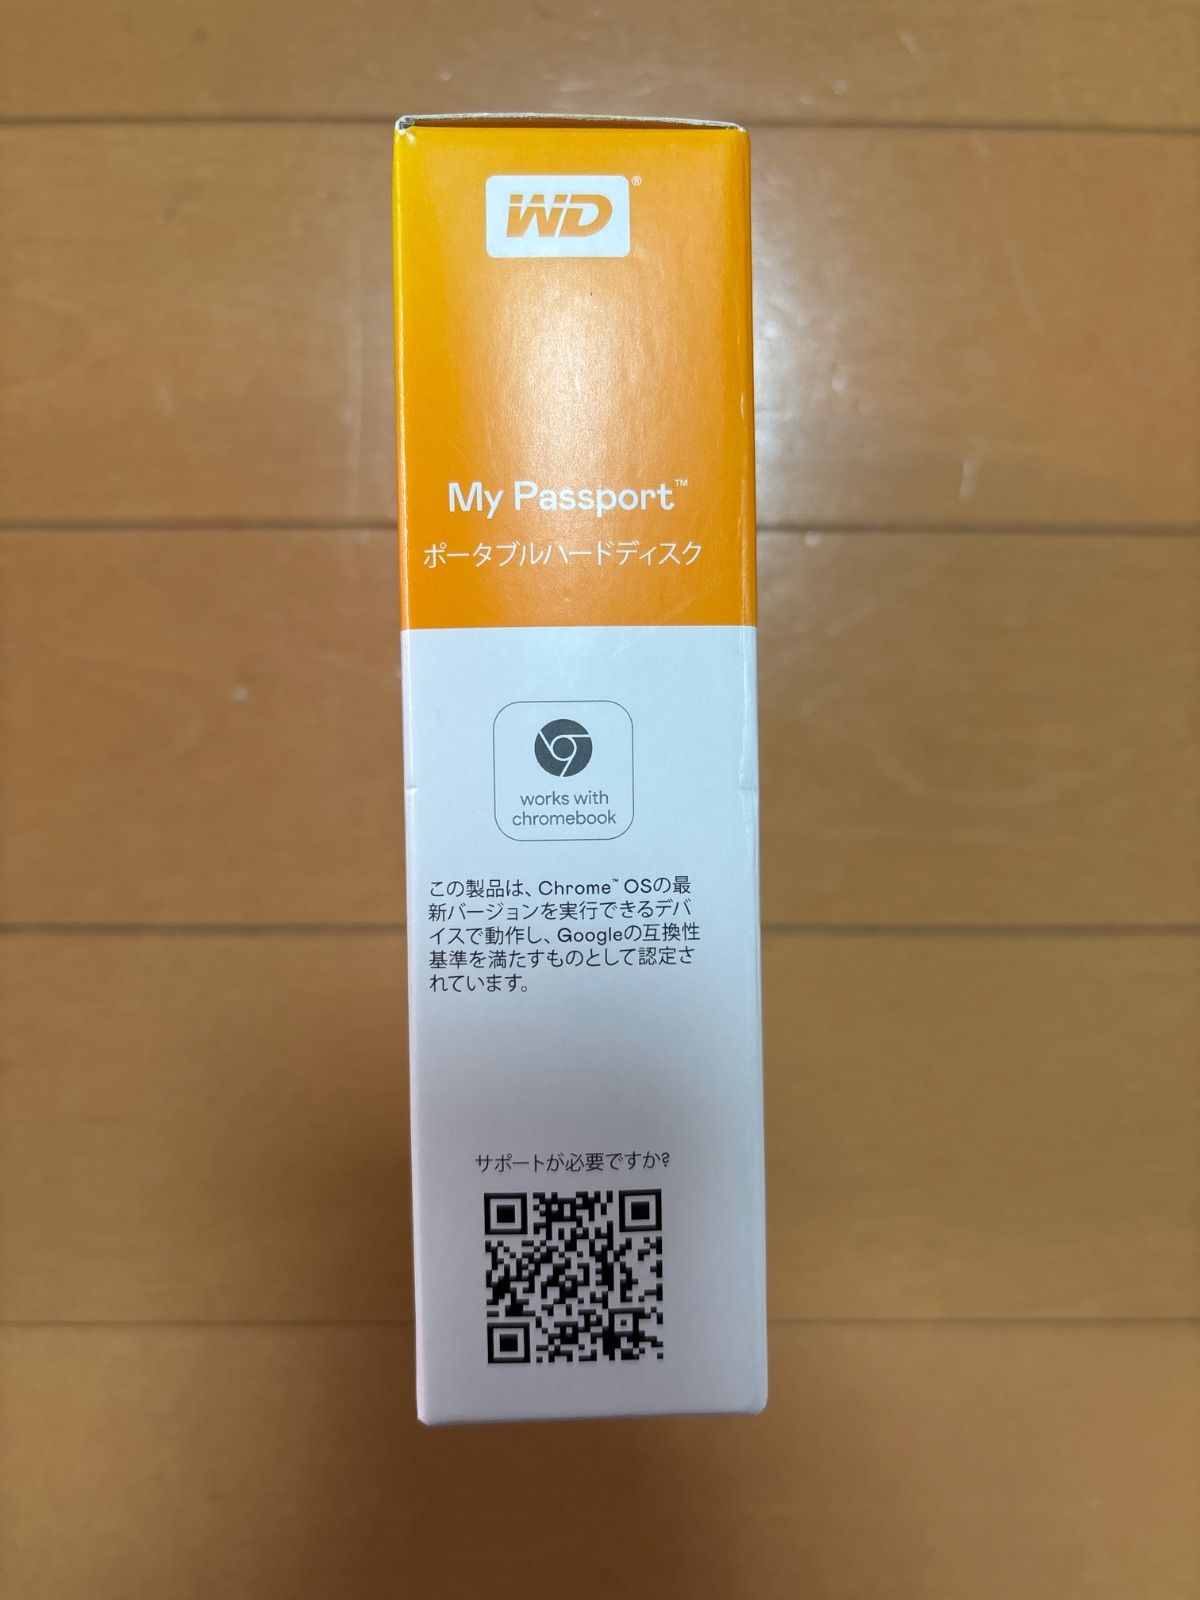 WD®
My Passport™
ポータブルハードディスク
works with
chromebook
この製品は、Chrome™ OSの最
新バージョンを実行できるデバ
イスで動作し、Googleの互換性
基準を満たすものとして認定さ
れています。
サポートが必要ですか?